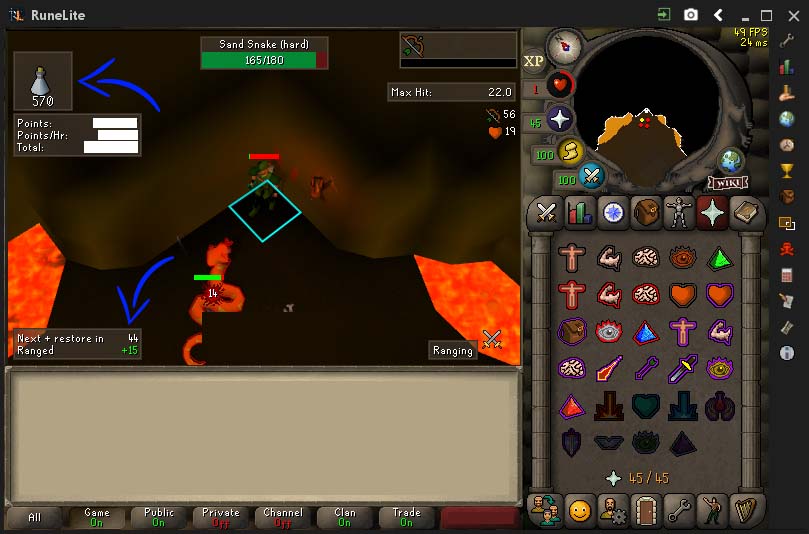 RuneLite
49 FPS
24 ms
Sand Snake (hard)
165/180
570
XP
Max Hit: 22.0
1
56
19
Points:
Points/Hr:
Total:
45
100
100
WIKI
14
Next + restore in 44
Ranged +15
Ranging
45 / 45
All
Game
On
Public
On
Private
Off
Channel
Off
Clan
On
Trade
On